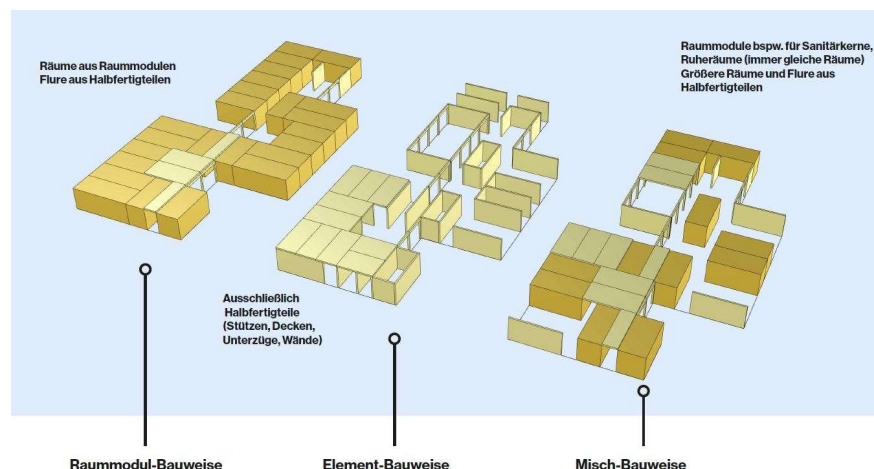 Räume aus Raummodulen
Flure aus Halbfertigteilen
Raummodule bspw. für Sanitärkerne,
Ruheräume (immer gleiche Räume)
Größere Räume und Flure aus
Halbfertigteilen
Ausschließlich
Halbfertigteile
(Stützen, Decken,
Unterzüge, Wände)
Raummodul-Bauweise
Element-Bauweise
Misch-Bauweise